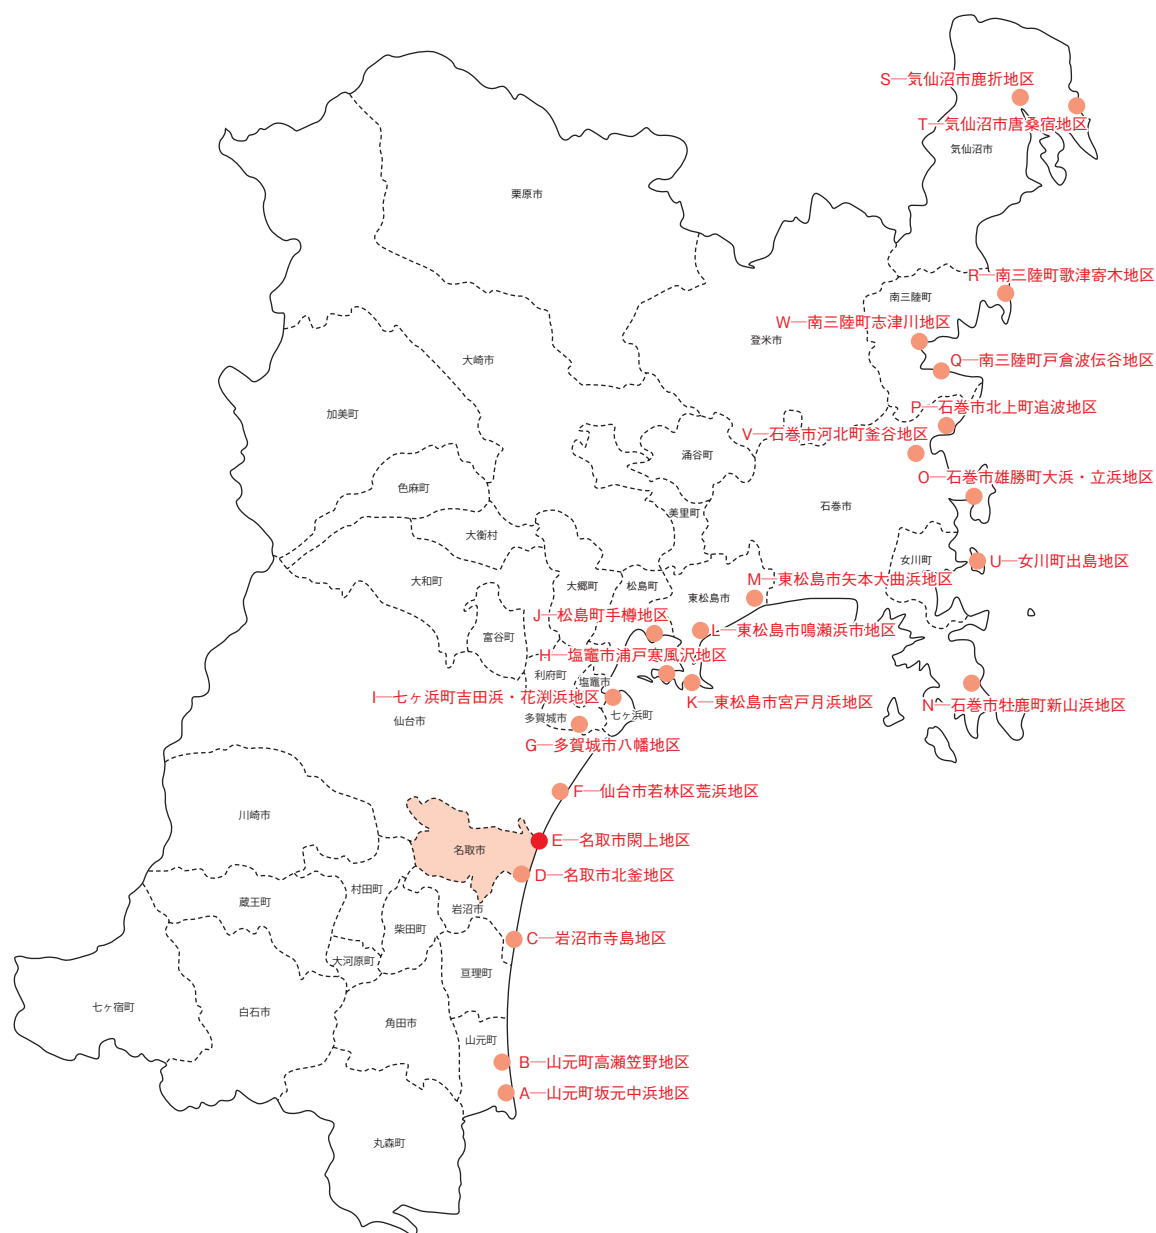 S─気仙沼市鹿折地区
T─気仙沼市唐桑宿地区
気仙沼市
栗原市
R─南三陸町歌津寄木地区
南三陸町
W─南三陸町志津川地区
登米市
大崎市
Q─南三陸町戸倉波伝谷地区
加美町
P─石巻市北上町追波地区
V─石巻市河北町釜谷地区
涌谷町
O─石巻市雄勝町大浜・立浜地区
色麻町
石巻市
美里町
大衡村
女川町
U─女川町出島地区
大和町
大郷町
松島町
M─東松島市矢本大曲浜地区
東松島市
J─松島町手樽地区
L─東松島市鳴瀬浜市地区
富谷町
H─塩竈市浦戸寒風沢地区
利府町
塩竈市
I─七ヶ浜町吉田浜・花渕浜地区
K─東松島市宮戸月浜地区
N─石巻市牡鹿町新山浜地区
仙台市
多賀城市
七ヶ浜町
G─多賀城市八幡地区
F─仙台市若林区荒浜地区
川崎市
E─名取市閖上地区
名取市
D─名取市北釜地区
村田町
蔵王町
岩沼市
柴田町
C─岩沼市寺島地区
大河原町
亘理町
七ヶ宿町
白石市
角田市
山元町
B─山元町高瀬笠野地区
A─山元町坂元中浜地区
丸森町